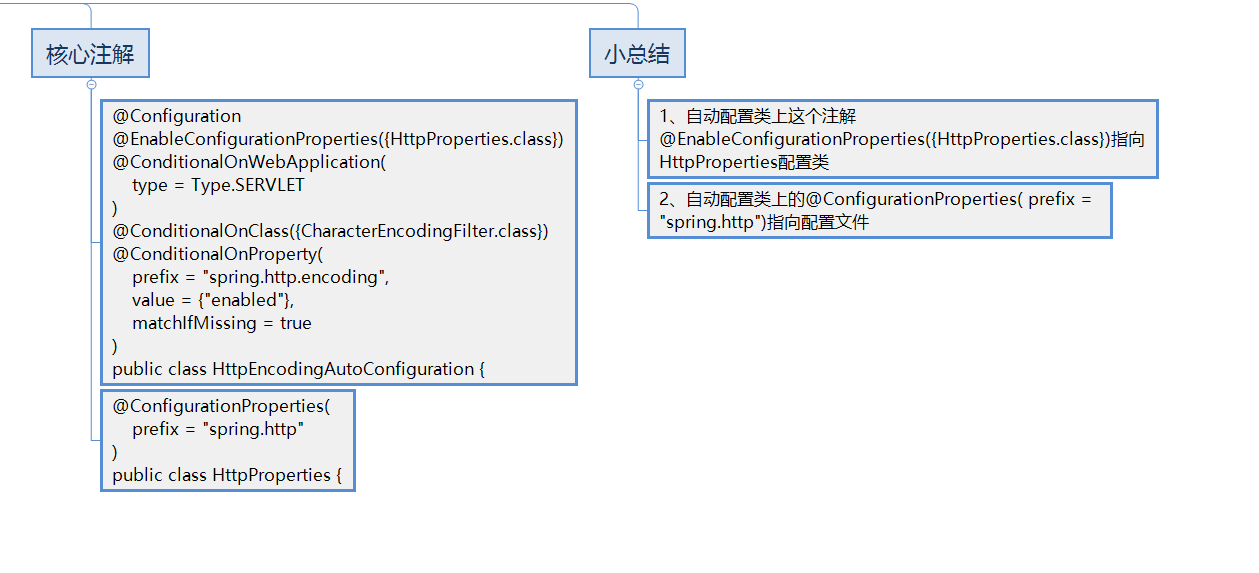 核心注解
@Configuration
@EnableConfigurationProperties({HttpProperties.class})
@ConditionalOnWebApplication(
    type = Type.SERVLET
)
@ConditionalOnClass({CharacterEncodingFilter.class})
@ConditionalOnProperty(
    prefix = "spring.http.encoding",
    value = {"enabled"},
    matchIfMissing = true
)
public class HttpEncodingAutoConfiguration {
@ConfigurationProperties(
    prefix = "spring.http"
)
public class HttpProperties {
小总结
1、自动配置类上这个注解
@EnableConfigurationProperties({HttpProperties.class})指向
HttpProperties配置类
2、自动配置类上的@ConfigurationProperties( prefix =
"spring.http")指向配置文件